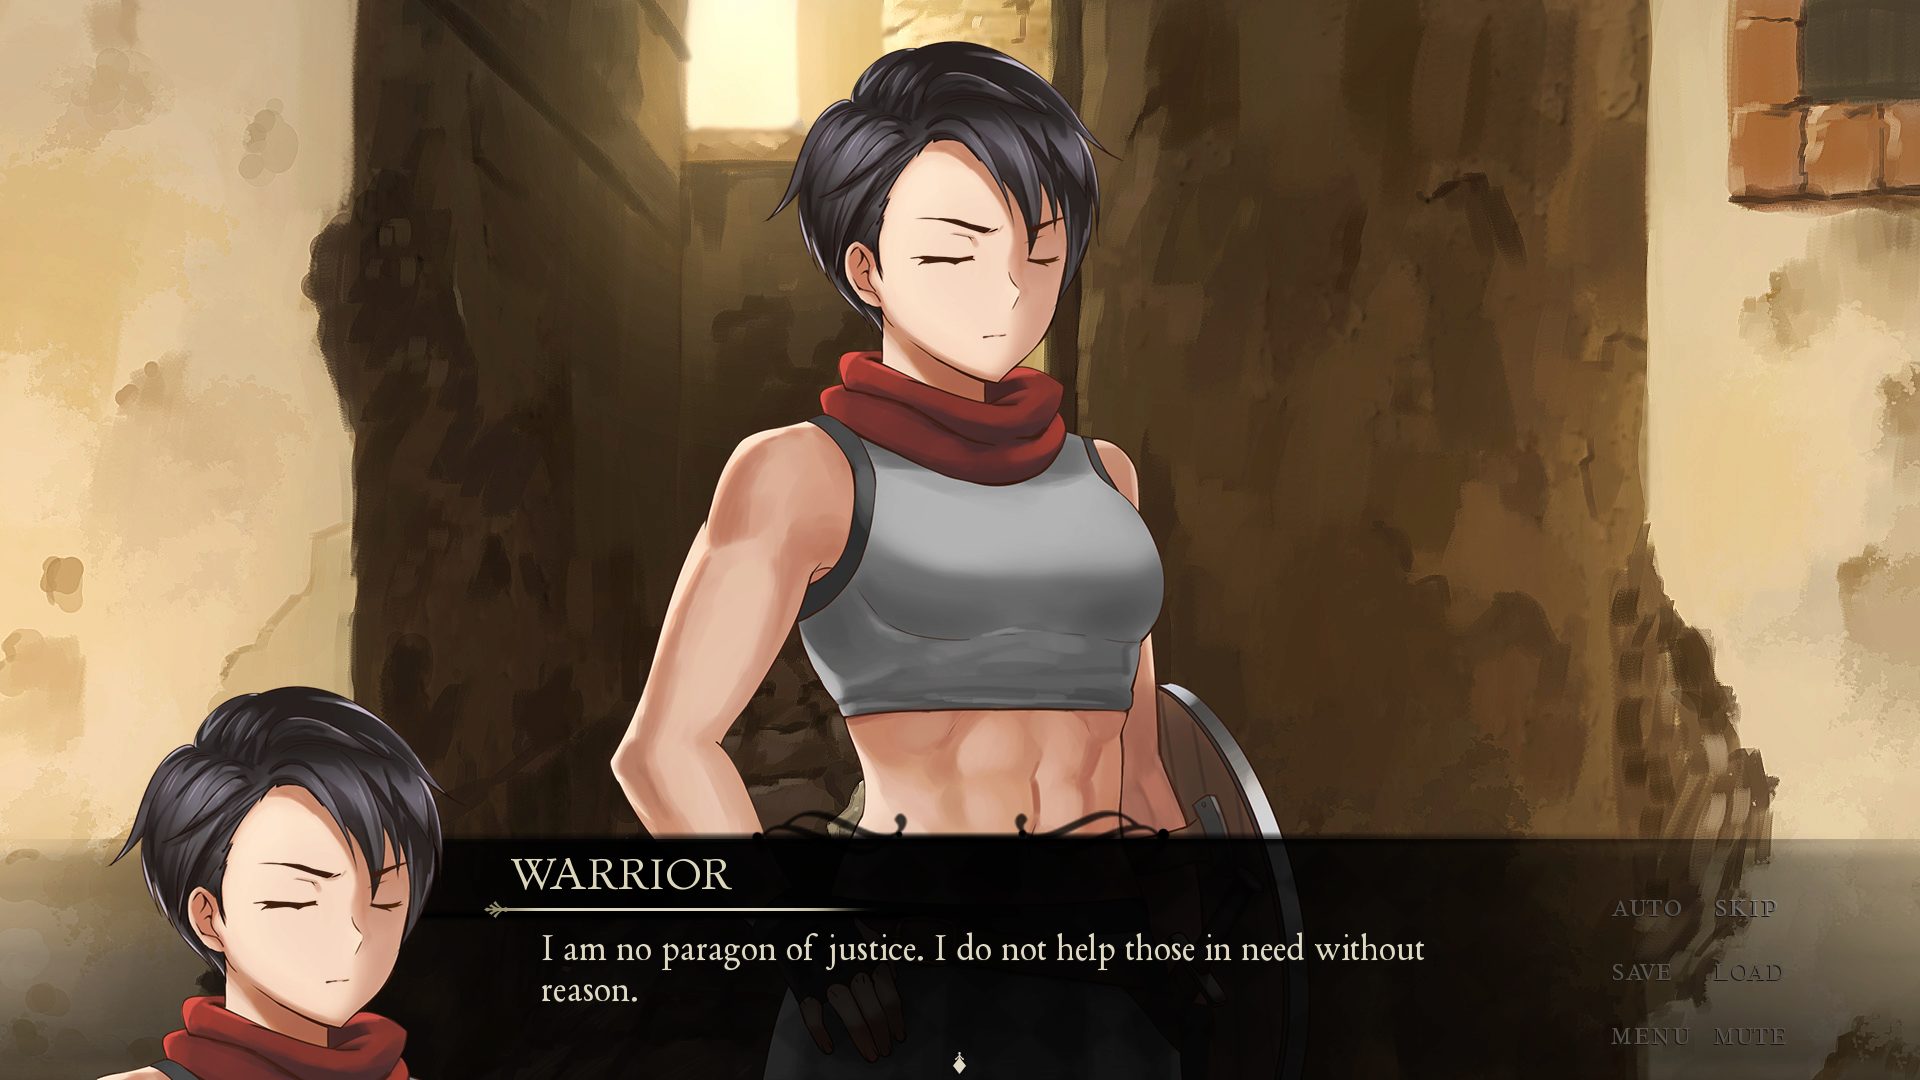 WARRIOR
I am no paragon of justice. I do not help those in need without
reason.
AUTO SKIP
SAVE LOAD
MENU MUTE